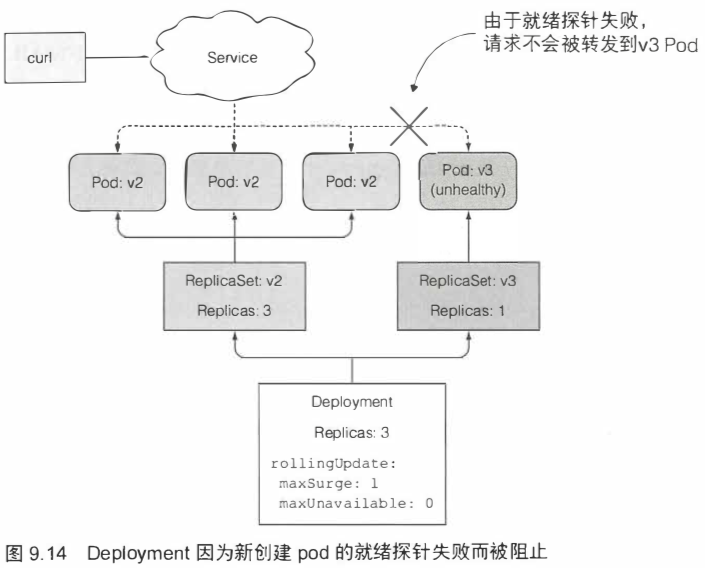 由于就绪探针失败，
请求不会被转发到v3 Pod
curl
Service
Pod: v2
Pod: v2
Pod: v2
Pod: v3
(unhealthy)
ReplicaSet: v2
Replicas: 3
ReplicaSet: v3
Replicas: 1
Deployment
Replicas: 3
rollingUpdate:
maxSurge: 1
maxUnavailable: 0
图 9.14 Deployment 因为新创建 pod 的就绪探针失败而被阻止